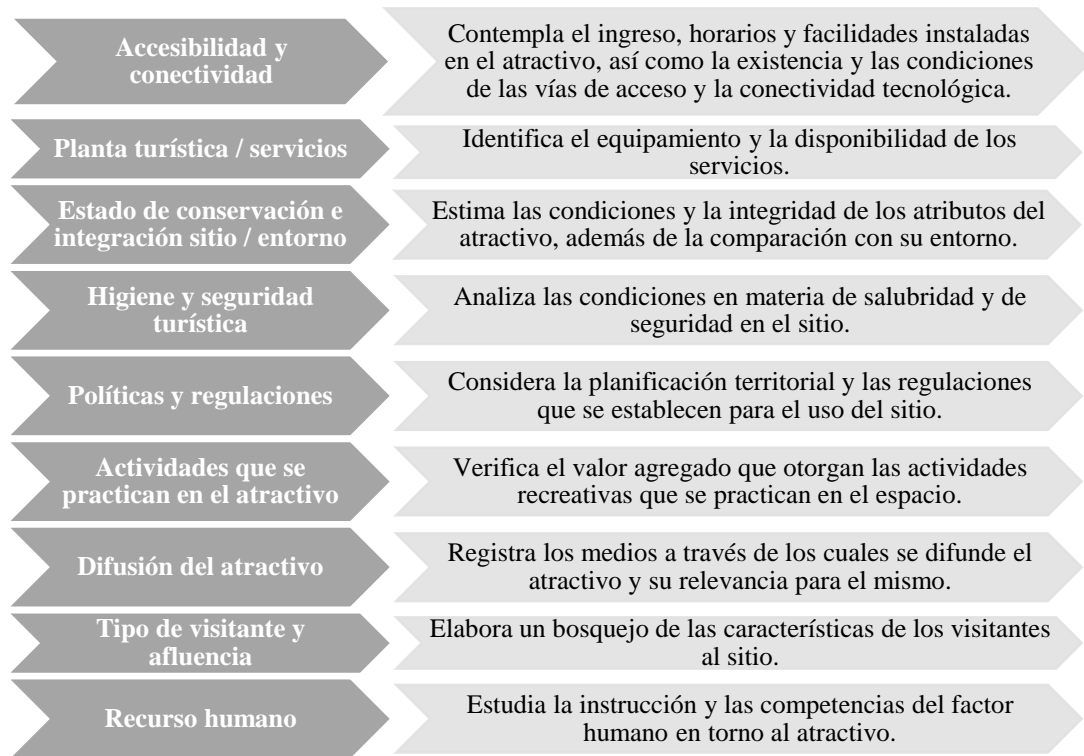 Accesibilidad y
conectividad
Contempla el ingreso, horarios y facilidades instaladas
en el atractivo, así como la existencia y las condiciones
de las vías de acceso y la conectividad tecnológica.
Planta turística / servicios
Identifica el equipamiento y la disponibilidad de los
servicios.
Estado de conservación e
integración sitio / entorno
Estima las condiciones y la integridad de los atributos del
atractivo, además de la comparación con su entorno.
Higiene y seguridad
turística
Analiza las condiciones en materia de salubridad y de
seguridad en el sitio.
Políticas y regulaciones
Considera la planificación territorial y las regulaciones
que se establecen para el uso del sitio.
Actividades que se
practican en el atractivo
Verifica el valor agregado que otorgan las actividades
recreativas que se practican en el espacio.
Difusión del atractivo
Registra los medios a través de los cuales se difunde el
atractivo y su relevancia para el mismo.
Tipo de visitante y
afluencia
Elabora un bosquejo de las características de los visitantes
al sitio.
Recurso humano
Estudia la instrucción y las competencias del factor
humano en torno al atractivo.